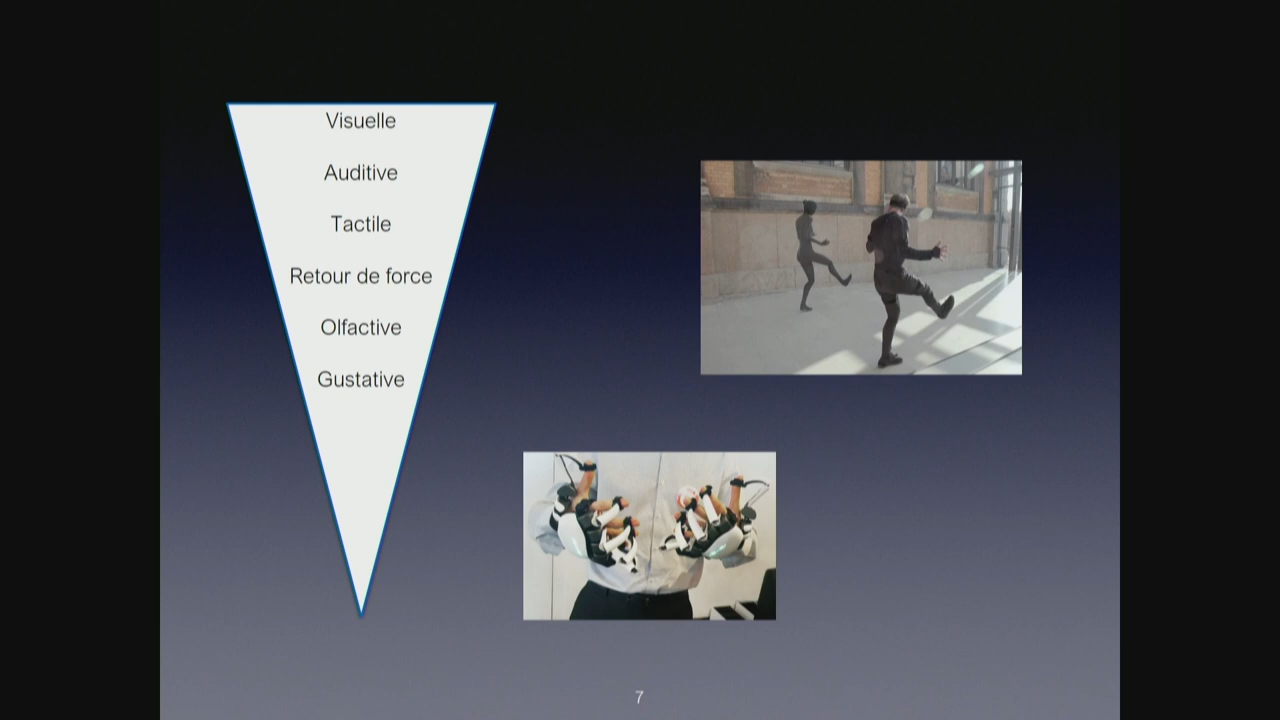 Visuelle
Auditive
Tactile
Retour de force
Olfactive
Gustative
7